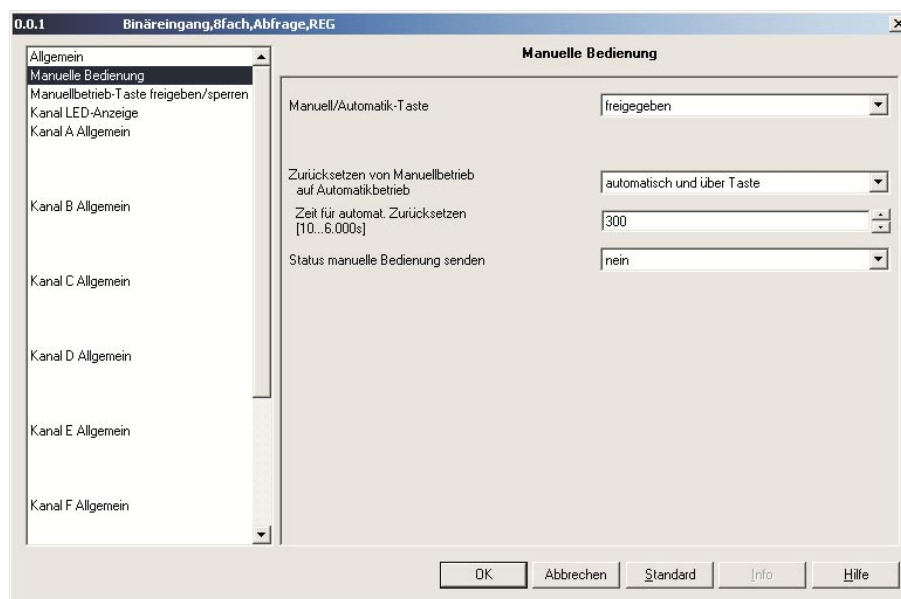 0.0.1 Binäreingang,8fach,Abfrage,REG
Allgemein
Manuelle Bedienung
Manuellbetrieb-Taste freigeben/sperren
Kanal LED-Anzeige
Kanal A Allgemein
Kanal B Allgemein
Kanal C Allgemein
Kanal D Allgemein
Kanal E Allgemein
Kanal F Allgemein
Manuelle Bedienung
Manuell/Automatik-Taste freigegeben
Zurücksetzen von Manuellbetrieb
auf Automatikbetrieb automatisch und über Taste
Zeit für automat. Zurücksetzen
[10...6.000s] 300
Status manuelle Bedienung senden nein
OK Abbrechen Standard Info Hilfe